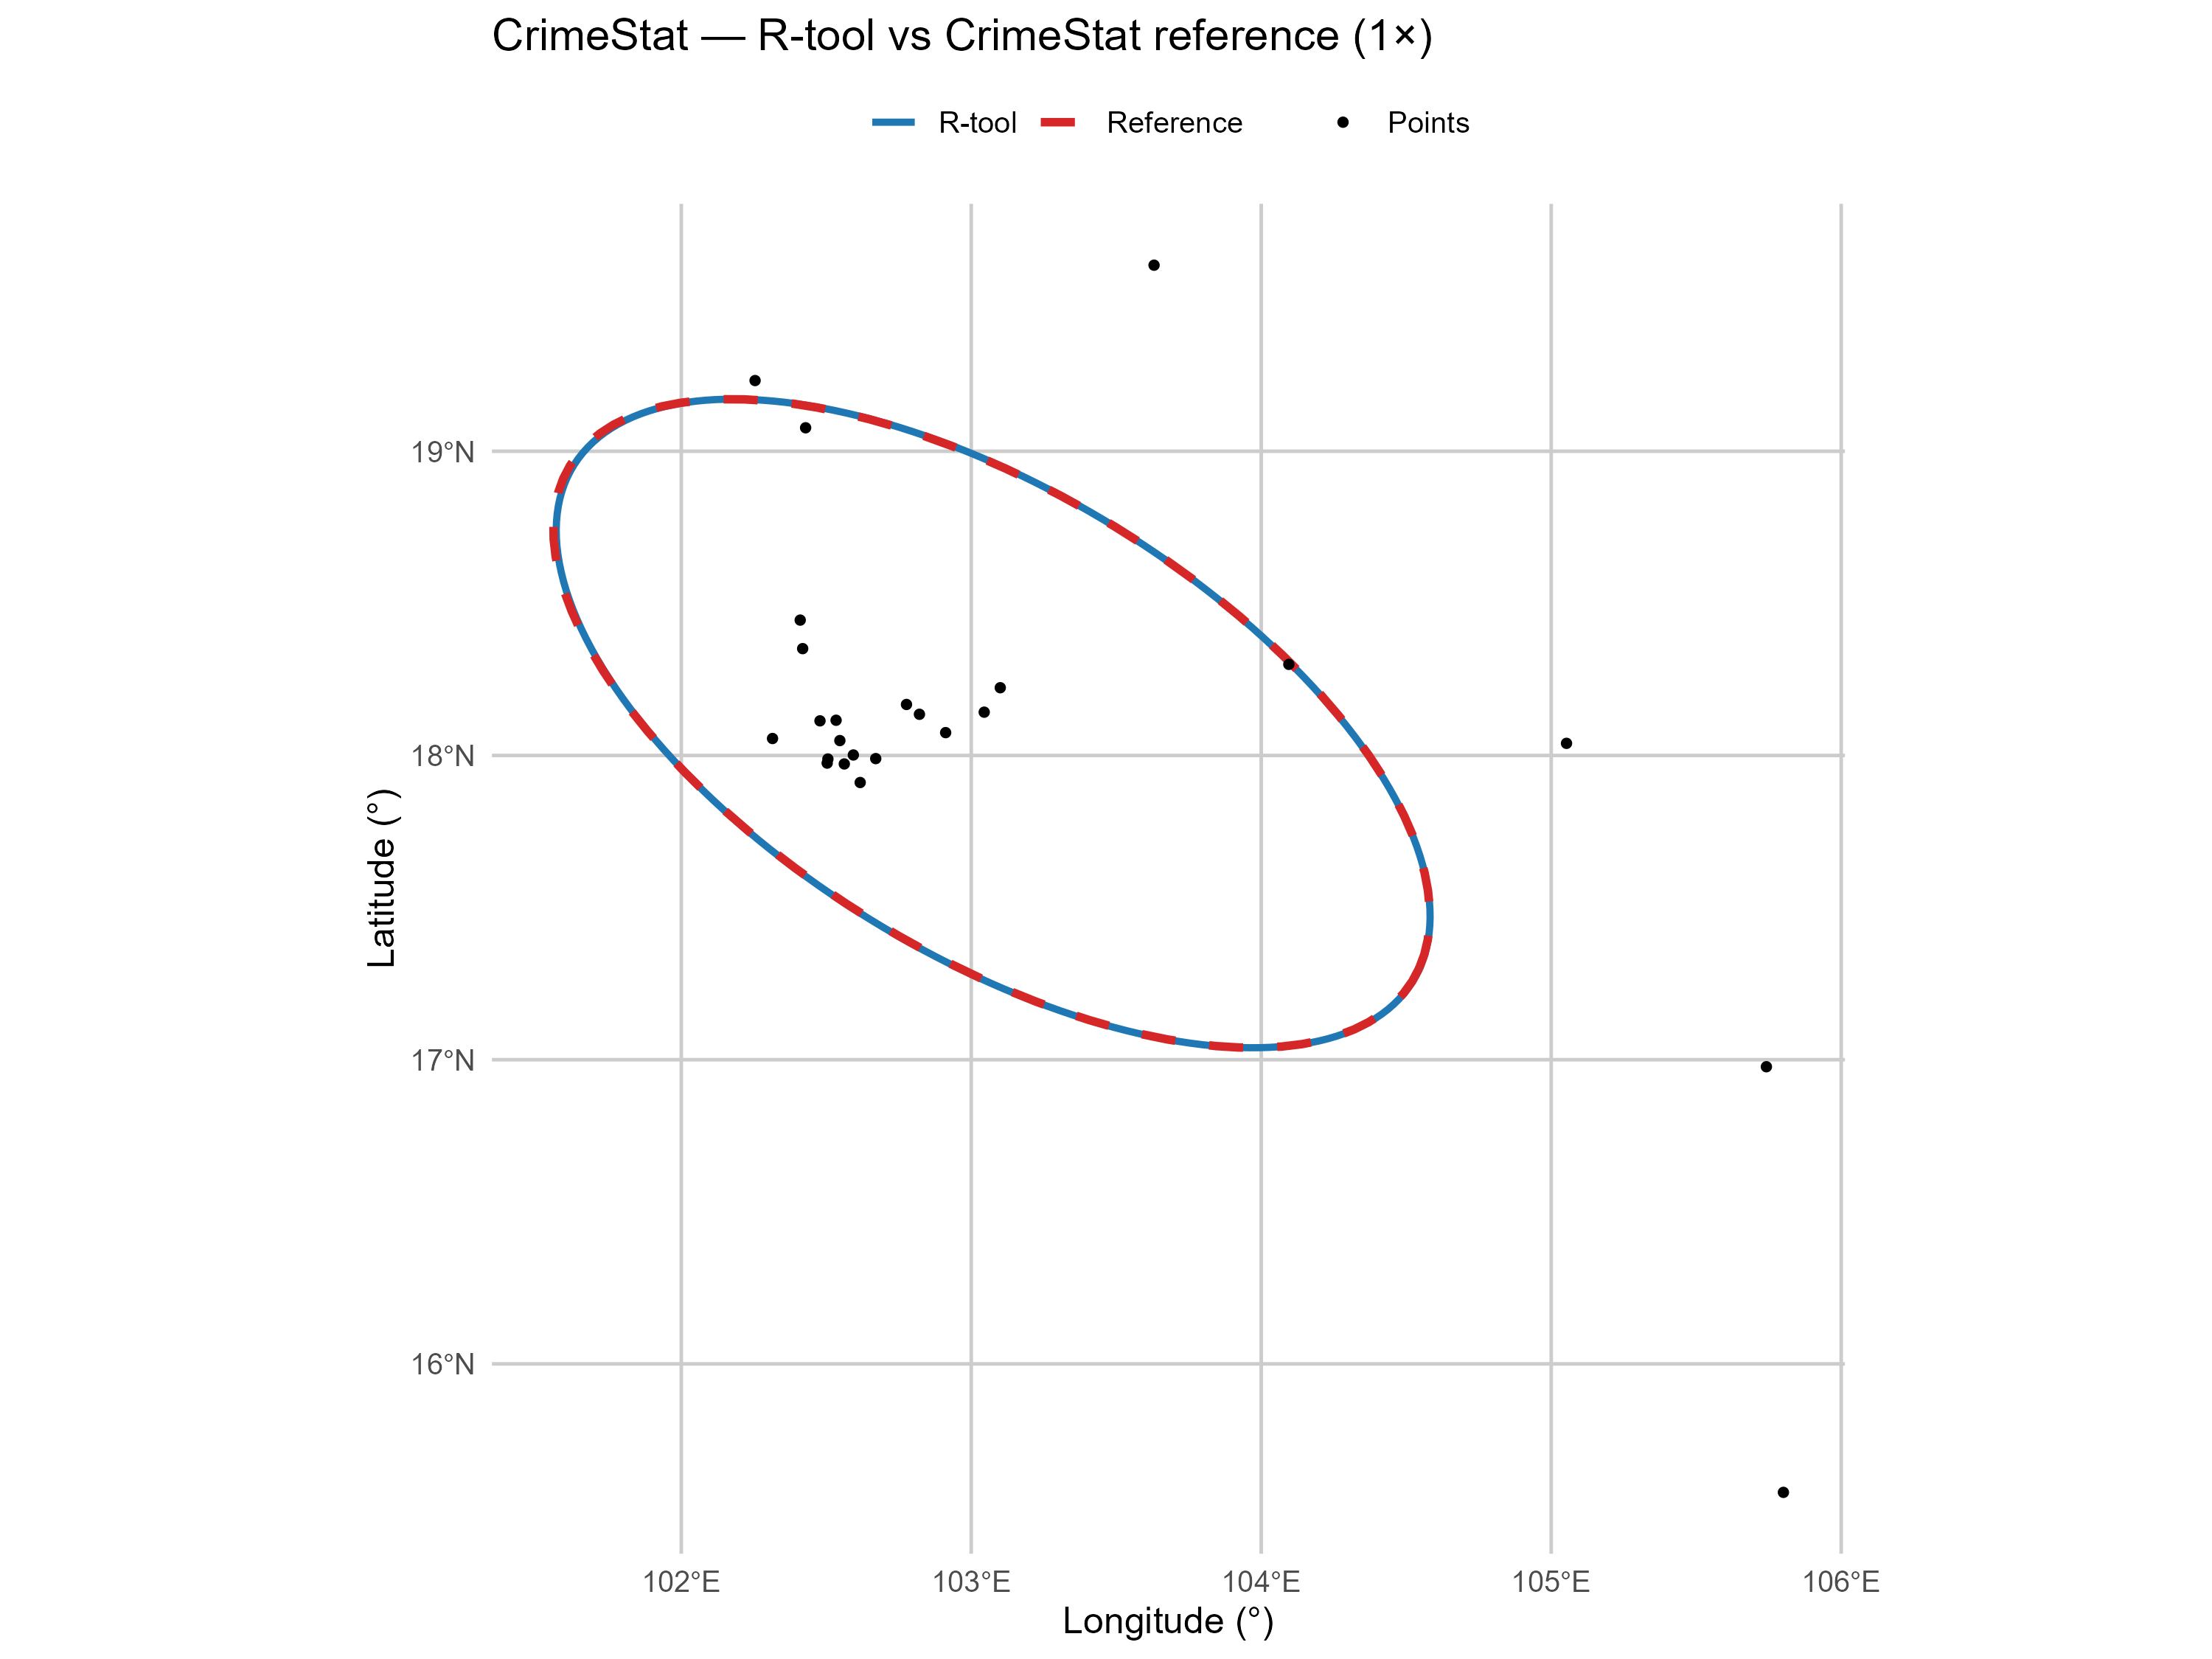 CrimeStat — R-tool vs CrimeStat reference (1×)
R-tool Reference Points
19°N
18°N
17°N
16°N
Latitude (°)
102°E 103°E 104°E 105°E 106°E
Longitude (°)